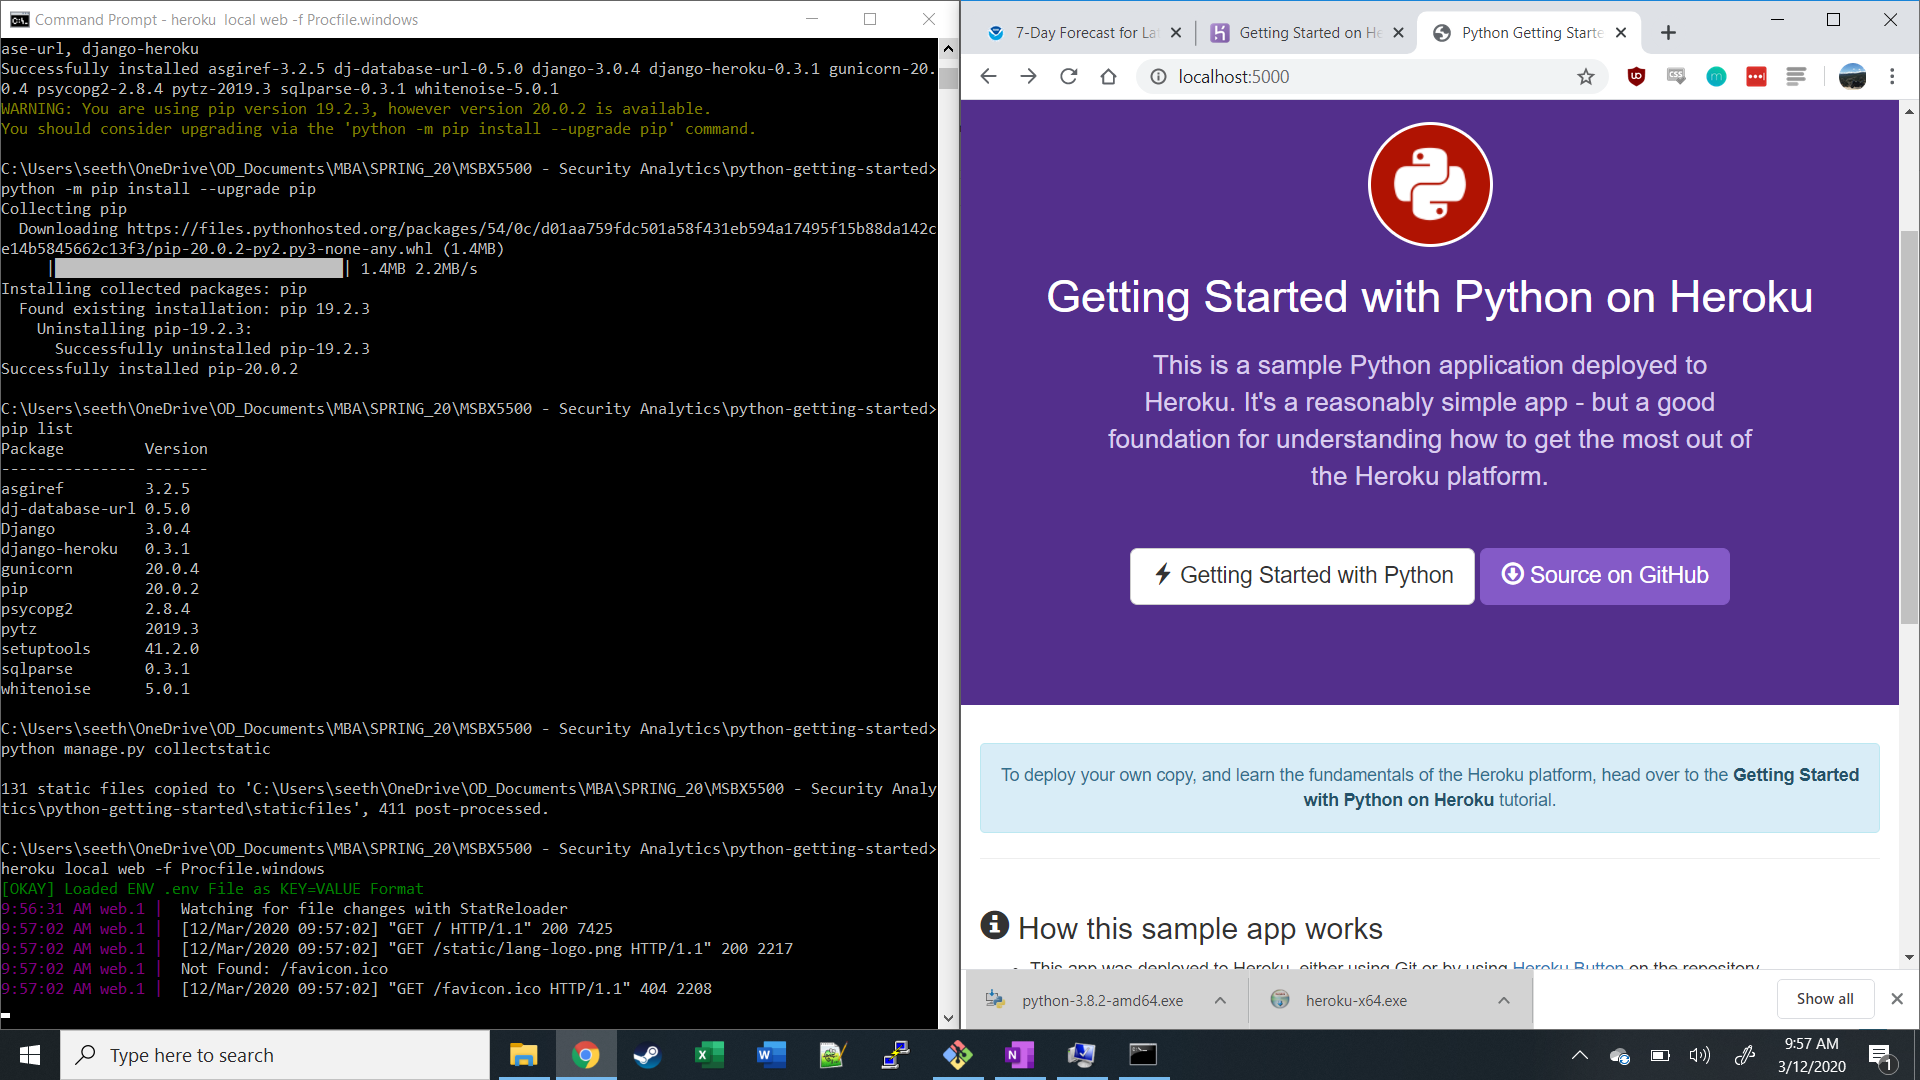 Command Prompt - heroku  local web -f Procfile.windows
ase-url, django-heroku
Successfully installed asgiref-3.2.5 dj-database-url-0.5.0 django-3.0.4 django-heroku-0.3.1 gunicorn-20.
0.4 psycopg2-2.8.4 pytz-2019.3 sqlparse-0.3.1 whitenoise-5.0.1
WARNING: You are using pip version 19.2.3, however version 20.0.2 is available.
You should consider upgrading via the 'python -m pip install --upgrade pip' command.
C:\Users\seeth\OneDrive\OD_Documents\MBA\SPRING_20\MSBX5500 - Security Analytics\python-getting-started>
python -m pip install --upgrade pip
Collecting pip
Downloading https://files.pythonhosted.org/packages/54/0c/d01aa759fdc501a58f431eb594a17495f15b88da142c
e14b5845662c13f3/pip-20.0.2-py2.py3-none-any.whl (1.4MB)
| | 1.4MB 2.2MB/s
Installing collected packages: pip
Found existing installation: pip 19.2.3
Uninstalling pip-19.2.3:
Successfully uninstalled pip-19.2.3
Successfully installed pip-20.0.2
C:\Users\seeth\OneDrive\OD_Documents\MBA\SPRING_20\MSBX5500 - Security Analytics\python-getting-started>
pip list
Package Version
--------------- -------
asgiref 3.2.5
dj-database-url 0.5.0
Django 3.0.4
django-heroku 0.3.1
gunicorn 20.0.4
pip 20.0.2
psycopg2 2.8.4
pytz 2019.3
setuptools 41.2.0
sqlparse 0.3.1
whitenoise 5.0.1
C:\Users\seeth\OneDrive\OD_Documents\MBA\SPRING_20\MSBX5500 - Security Analytics\python-getting-started>
python manage.py collectstatic
131 static files copied to 'C:\Users\seeth\OneDrive\OD_Documents\MBA\SPRING_20\MSBX5500 - Security Analy
tics\python-getting-started\staticfiles', 411 post-processed.
C:\Users\seeth\OneDrive\OD_Documents\MBA\SPRING_20\MSBX5500 - Security Analytics\python-getting-started>
heroku local web -f Procfile.windows
[OKAY] Loaded ENV .env File as KEY=VALUE Format
9:56:31 AM web.1 | Watching for file changes with StatReloader
9:57:02 AM web.1 | [12/Mar/2020 09:57:02] "GET / HTTP/1.1" 200 7425
9:57:02 AM web.1 | [12/Mar/2020 09:57:02] "GET /static/lang-logo.png HTTP/1.1" 200 2217
9:57:02 AM web.1 | Not Found: /favicon.ico
9:57:02 AM web.1 | [12/Mar/2020 09:57:02] "GET /favicon.ico HTTP/1.1" 404 2208
7-Day Forecast for La
Getting Started on He
Python Getting Starte
localhost:5000
CSS
m
Getting Started with Python on Heroku
This is a sample Python application deployed to
Heroku. It's a reasonably simple app - but a good
foundation for understanding how to get the most out of
the Heroku platform.
Getting Started with Python
Source on GitHub
To deploy your own copy, and learn the fundamentals of the Heroku platform, head over to the Getting Started
with Python on Heroku tutorial.
How this sample app works
This app was deployed to Heroku, either using Git or by using Heroku Button on the repository
python-3.8.2-amd64.exe
heroku-x64.exe
Show all
Type here to search
9:57 AM
3/12/2020
1